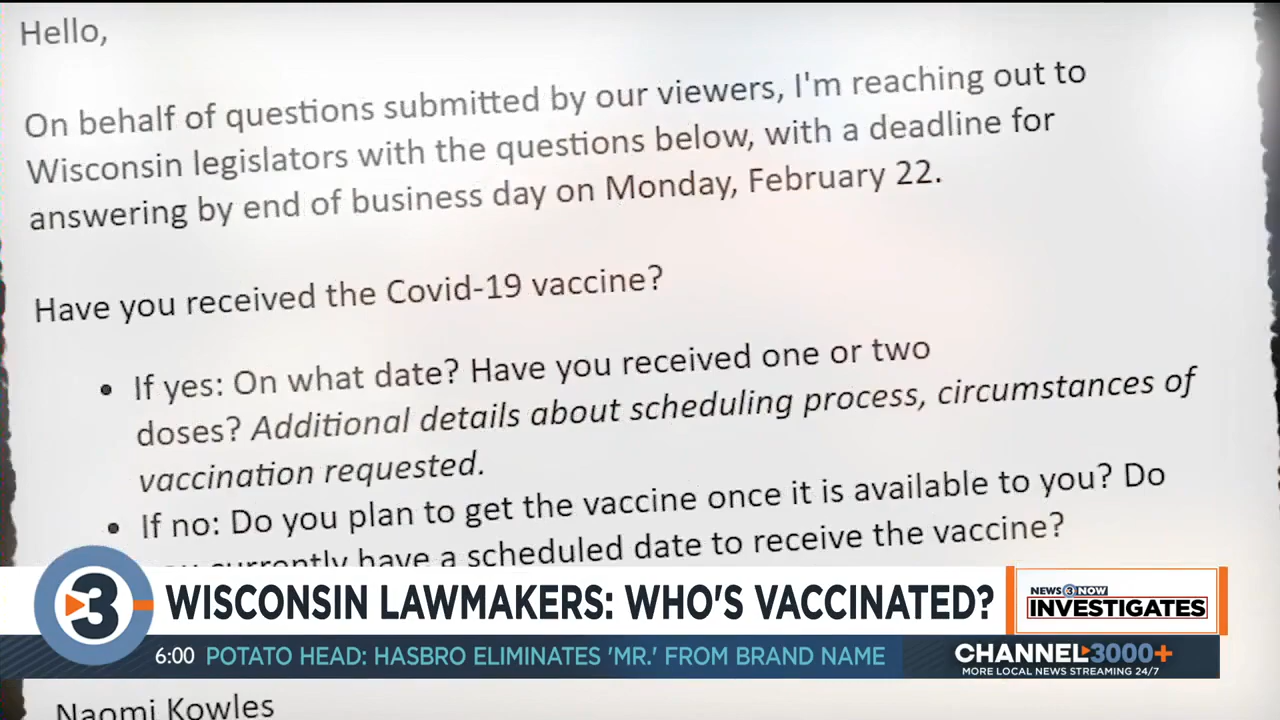 Hello,
On behalf of questions submitted by our viewers, I'm reaching out to
Wisconsin legislators with the questions below, with a deadline for
answering by end of business day on Monday, February 22.
Have you received the Covid-19 vaccine?
• If yes: On what date? Have you received one or two
doses? Additional details about scheduling process, circumstances of
vaccination requested.
• If no: Do you plan to get the vaccine once it is available to you? Do
currently have a scheduled date to receive the vaccine?
3 WISCONSIN LAWMAKERS: WHO'S VACCINATED?
NEWS 3 NOW
INVESTIGATES
6:00 POTATO HEAD: HASBRO ELIMINATES 'MR.' FROM BRAND NAME
CHANNEL3000+
MORE LOCAL NEWS STREAMING 24/7
Naomi Kowles